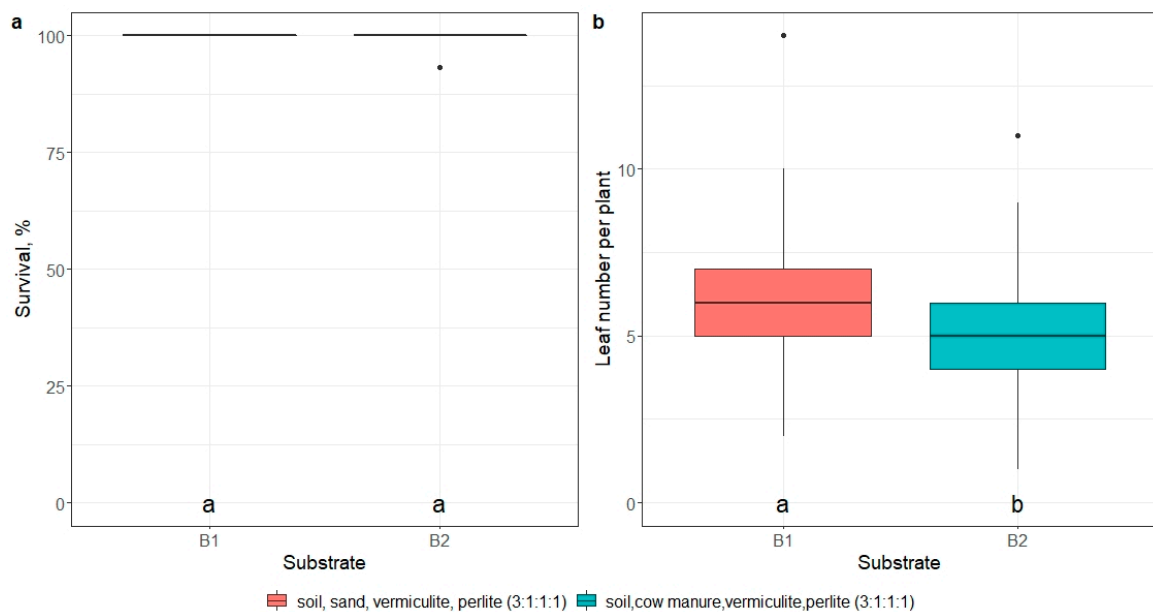 a
Survival, %
100
75
50
25
0
a
a
B1
B2
Substrate
b
Leaf number per plant
10
5
0
a
b
B1
B2
Substrate
soil, sand, vermiculite, perlite (3:1:1:1)
soil,cow manure,vermiculite,perlite (3:1:1:1)